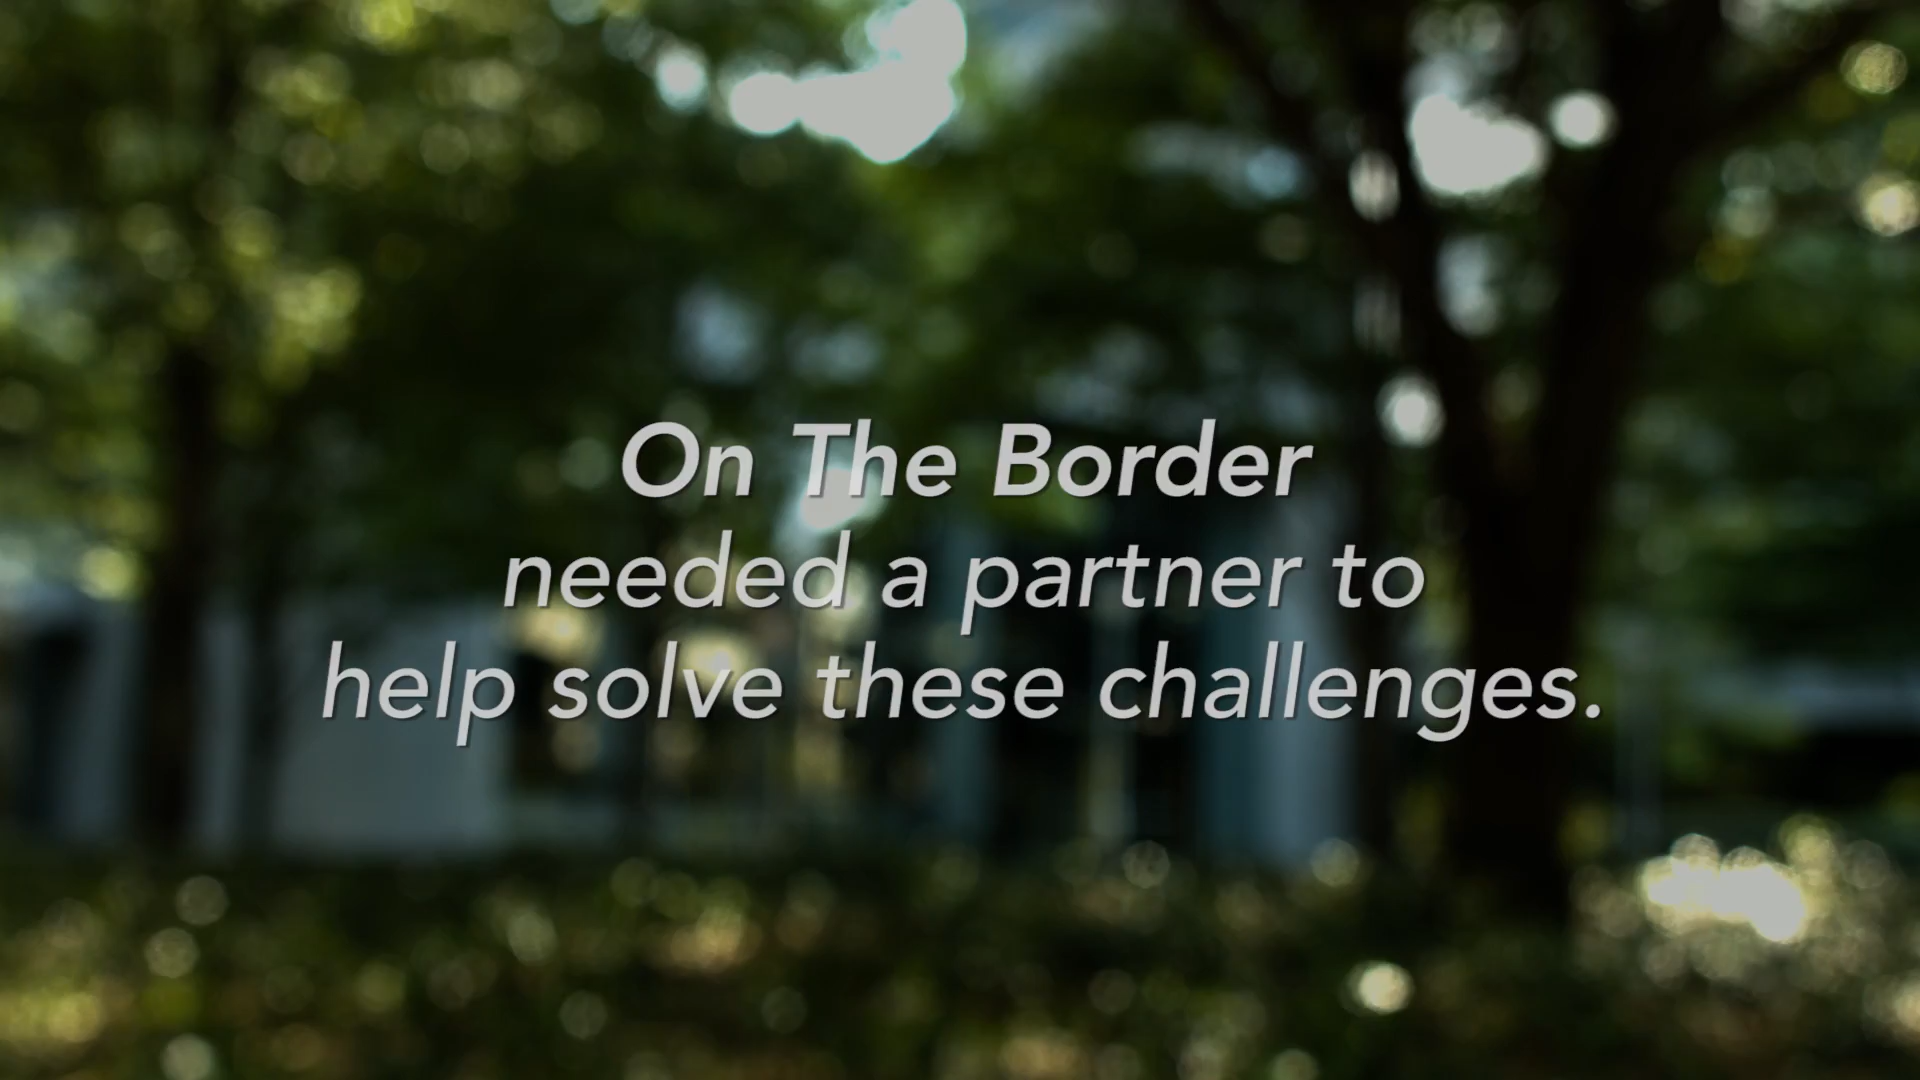 On The Border
needed a partner to
help solve these challenges.